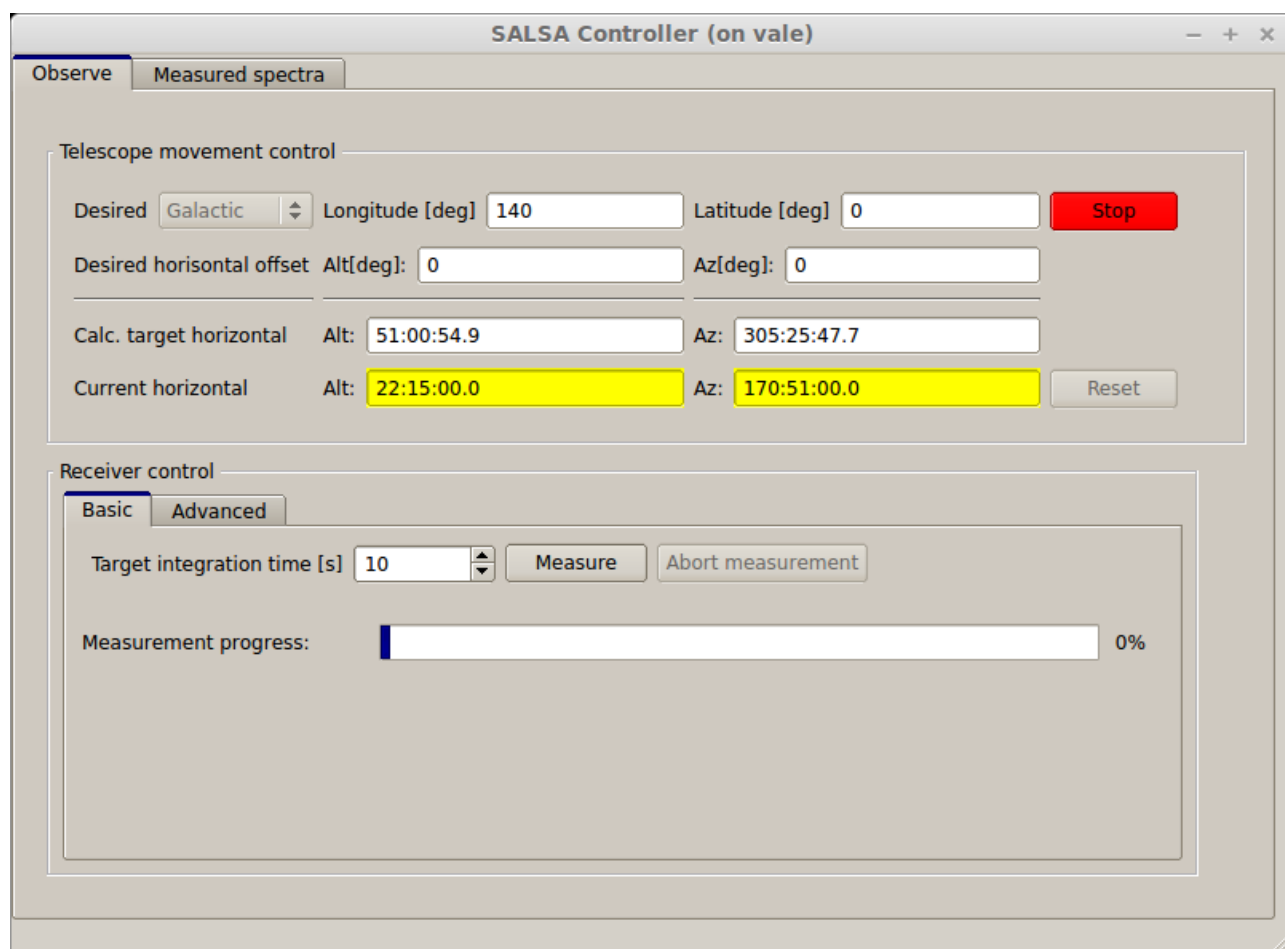 SALSA Controller (on vale)
Observe Measured spectra
Telescope movement control
Desired Galactic Longitude [deg] 140 Latitude [deg] 0 Stop
Desired horisontal offset Alt[deg]: 0 Az[deg]: 0
Calc. target horizontal Alt: 51:00:54.9 Az: 305:25:47.7
Current horizontal Alt: 22:15:00.0 Az: 170:51:00.0 Reset
Receiver control
Basic Advanced
Target integration time [s] 10 Measure Abort measurement
Measurement progress: 0%